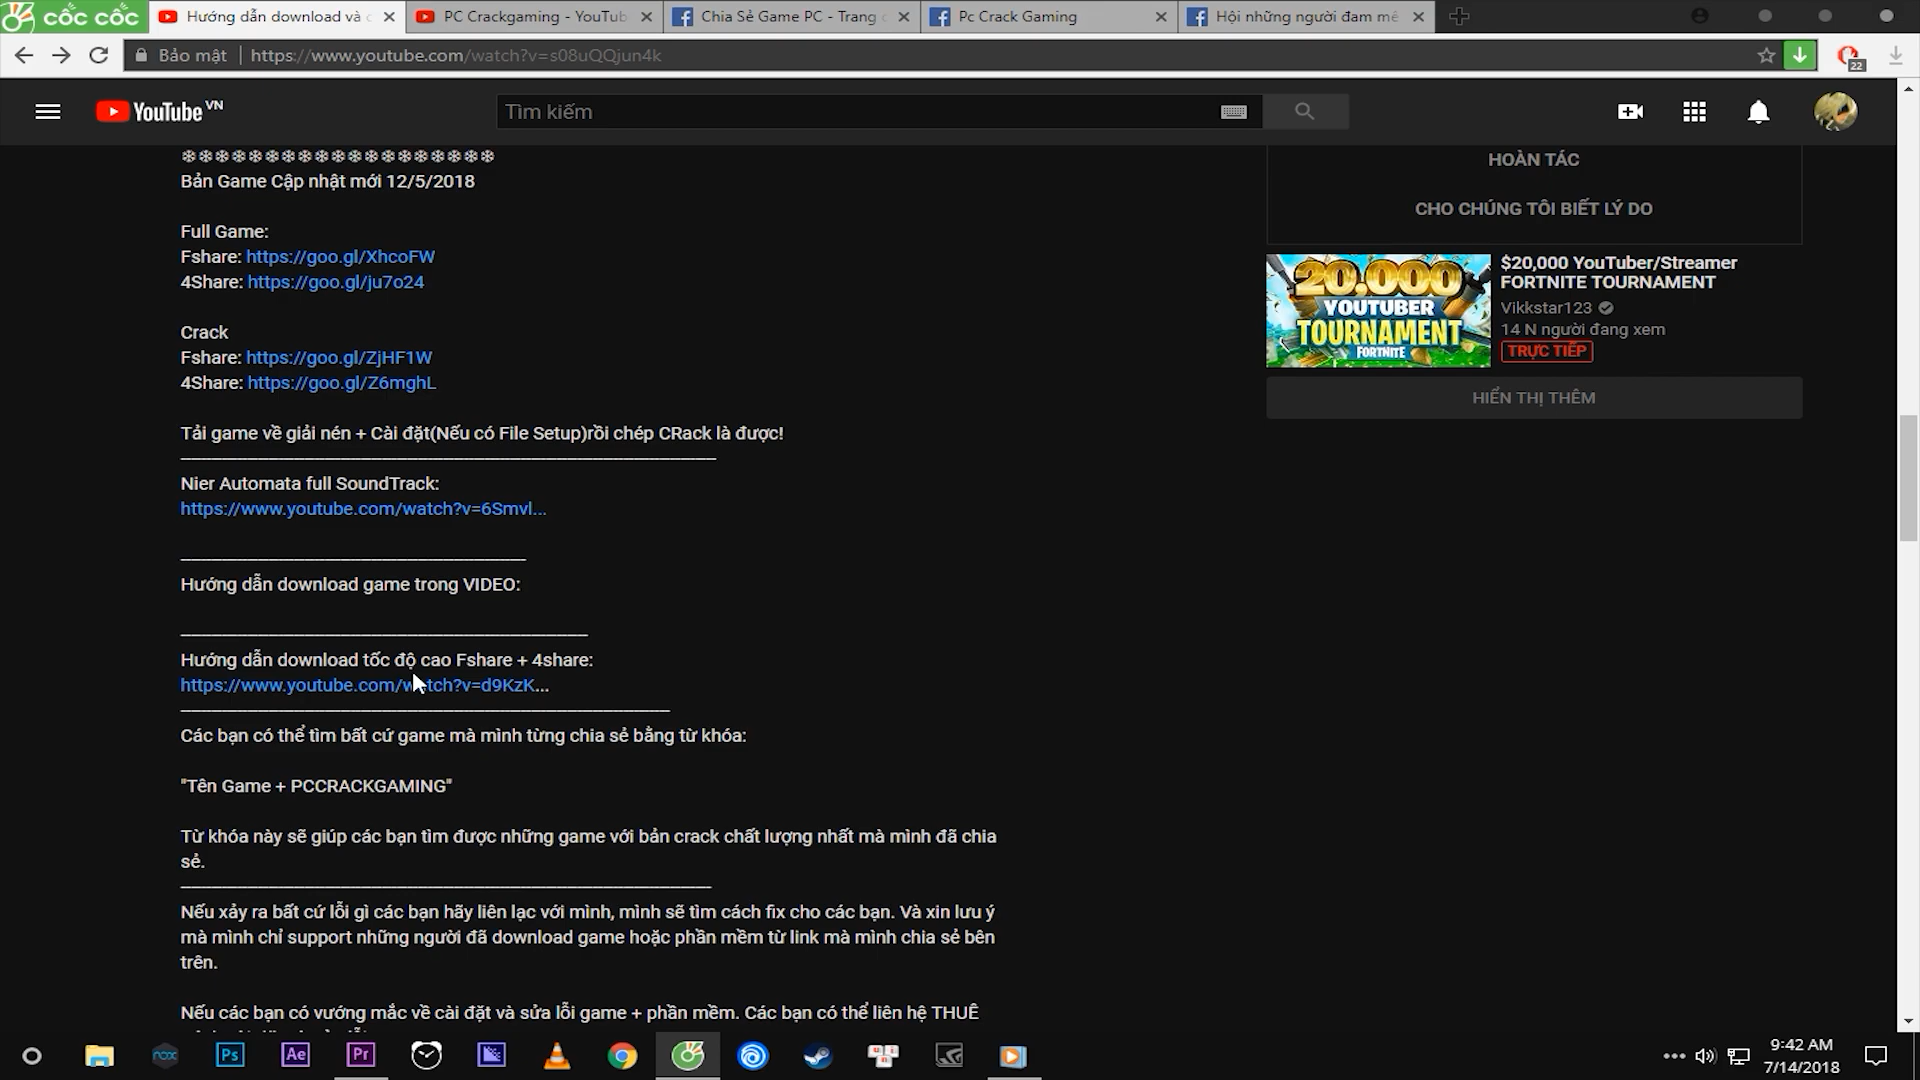 cốc cốc
Hướng dẫn download và c
PC Crackgaming - YouTub
Chia Sẻ Game PC - Trang c
Pc Crack Gaming
Hội những người đam mê
Bảo mật
https://www.youtube.com/watch?v=s08uQQjun4k
22
YouTube VN
Tìm kiếm
❄❄❄❄❄❄❄❄❄❄❄❄❄❄❄❄❄❄❄
Bản Game Cập nhật mới 12/5/2018
Full Game:
Fshare: https://goo.gl/XhcoFW
4Share: https://goo.gl/ju7o24
Crack
Fshare: https://goo.gl/ZjHF1W
4Share: https://goo.gl/Z6mghL
Tải game về giải nén + Cài đặt(Nếu có File Setup)rồi chép CRack là được!
Nier Automata full SoundTrack:
https://www.youtube.com/watch?v=6Smvl...
Hướng dẫn download game trong VIDEO:
Hướng dẫn download tốc độ cao Fshare + 4share:
https://www.youtube.com/watch?v=d9KzK...
Các bạn có thể tìm bất cứ game mà mình từng chia sẻ bằng từ khóa:
"Tên Game + PCCRACKGAMING"
Từ khóa này sẽ giúp các bạn tìm được những game với bản crack chất lượng nhất mà mình đã chia
sẻ.
Nếu xảy ra bất cứ lỗi gì các bạn hãy liên lạc với mình, mình sẽ tìm cách fix cho các bạn. Và xin lưu ý
mà mình chỉ support những người đã download game hoặc phần mềm từ link mà mình chia sẻ bên
trên.
Nếu các bạn có vướng mắc về cài đặt và sửa lỗi game + phần mềm. Các bạn có thể liên hệ THUÊ
HOÀN TÁC
CHO CHÚNG TÔI BIẾT LÝ DO
20.000
YOUTUBER
TOURNAMENT
FORTNITE
$20,000 YouTuber/Streamer
FORTNITE TOURNAMENT
Vikkstar123
14 N người đang xem
TRỰC TIẾP
HIỂN THỊ THÊM
nox
Ps
Ae
Pr
9:42 AM
7/14/2018